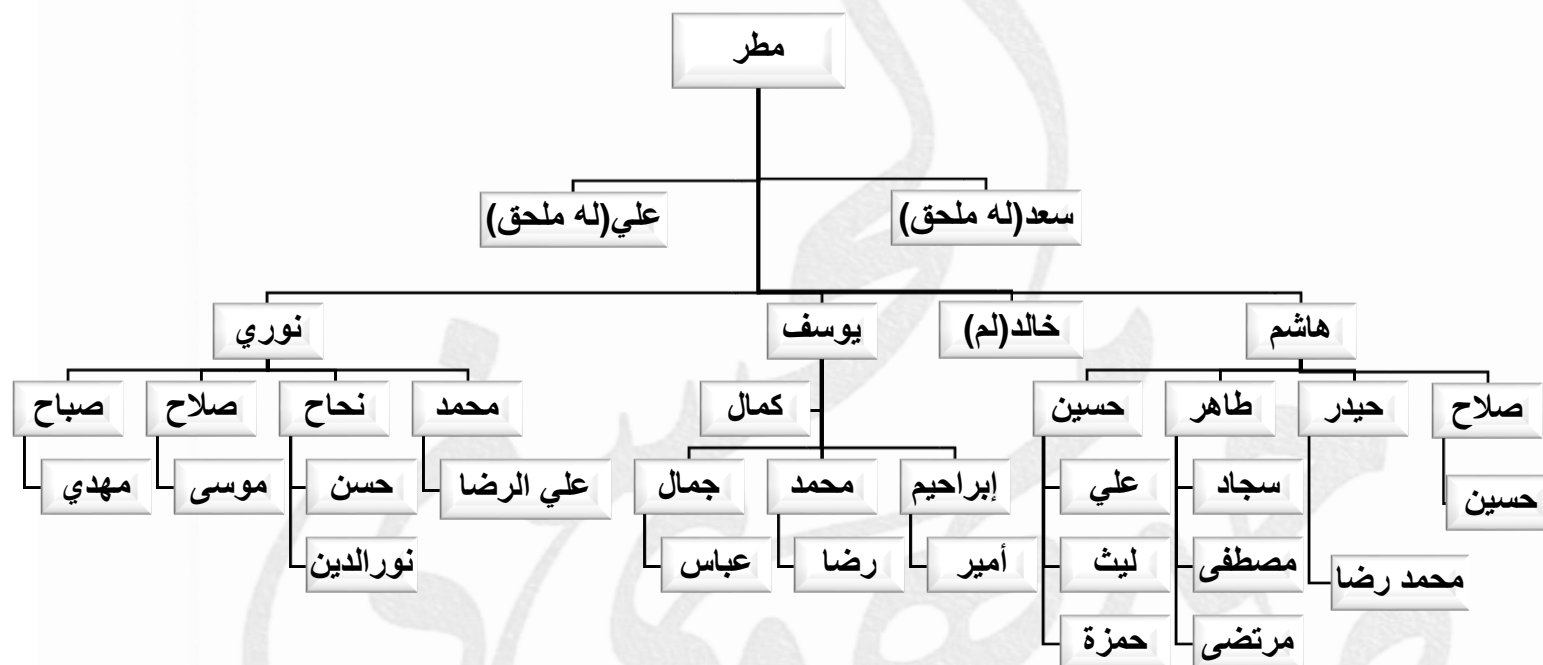 مطر
سعد(له ملحق)
علي(له ملحق)
هاشم
خالد(لم)
يوسف
نوري
صلاح
حيدر
طاهر
حسين
كمال
محمد
نحاح
صلاح
صباح
حسين
محمد رضا
سجاد
مصطفى
مرتضى
علي
ليث
حمزة
إبراهيم
محمد
جمال
أمير
رضا
عباس
علي الرضا
حسن
نورالدين
موسى
مهدي